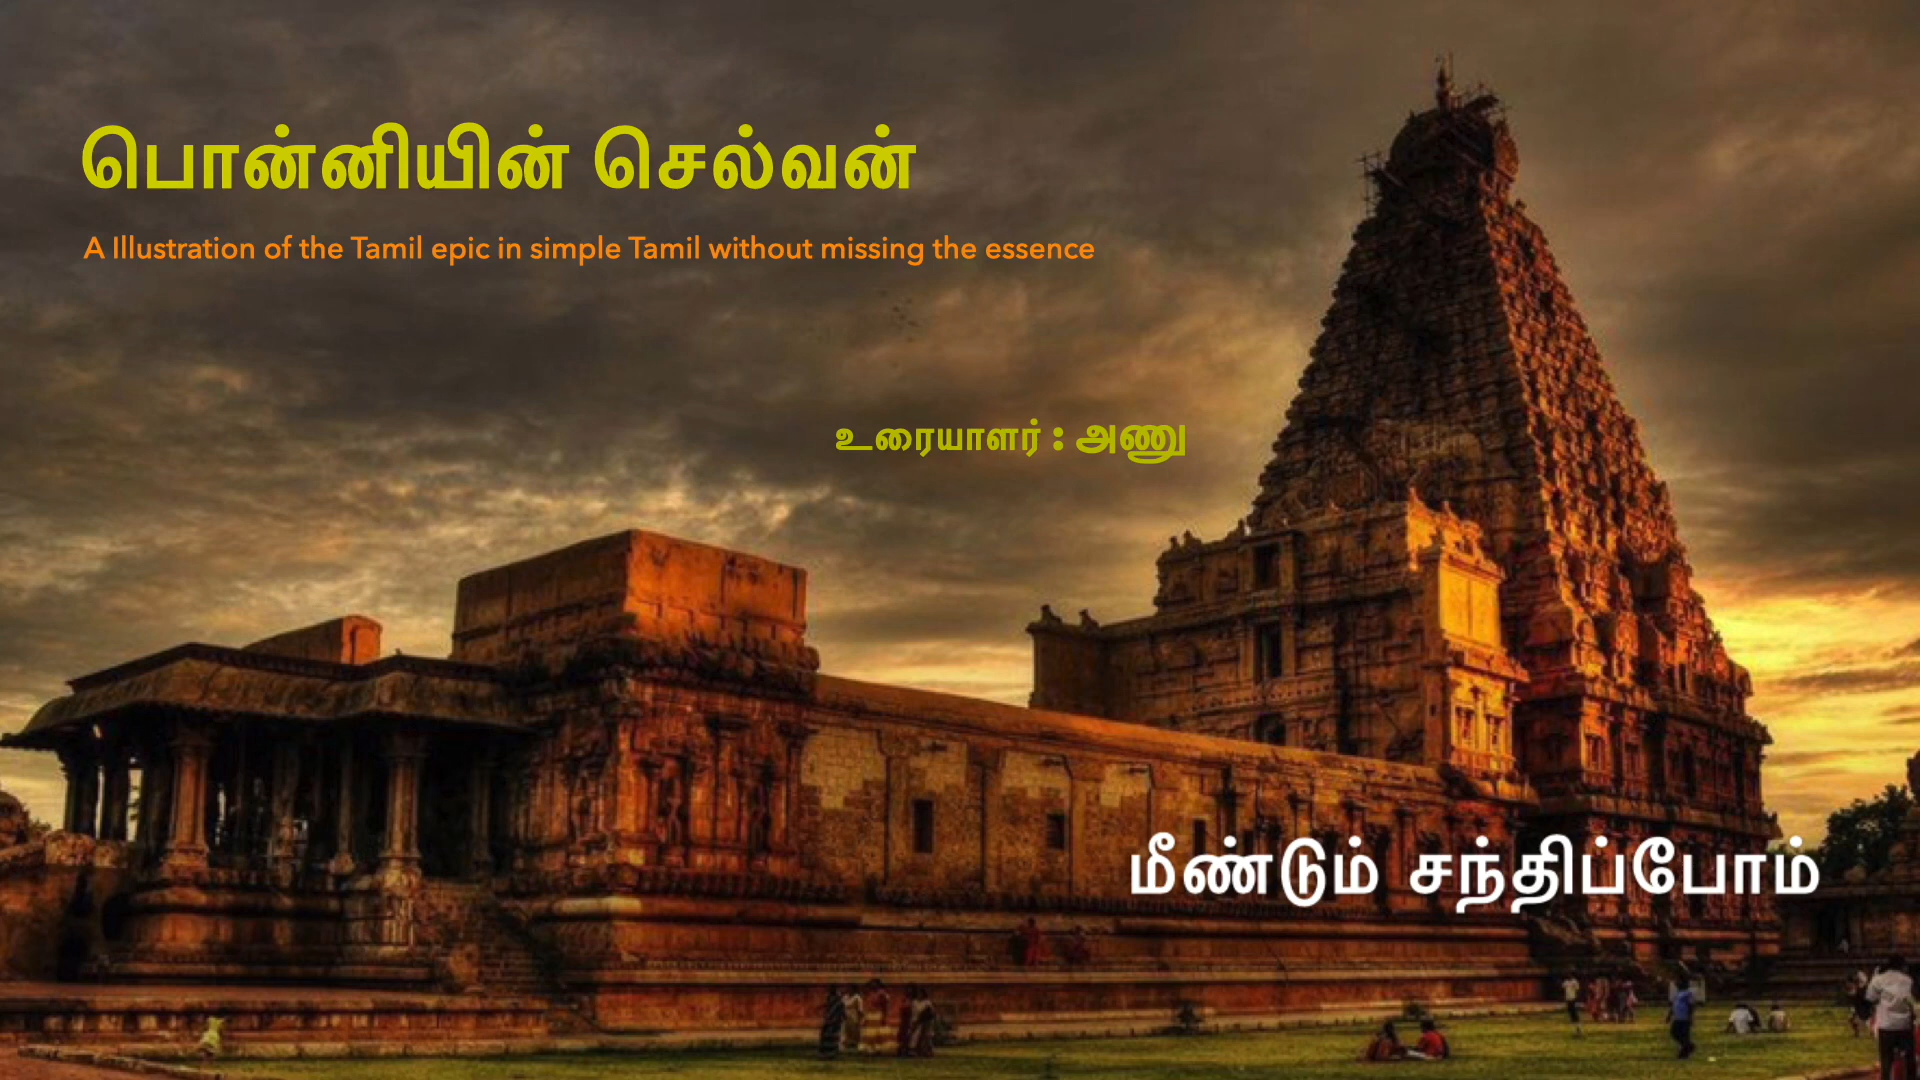 பொன்னியின் செல்வன்
A Illustration of the Tamil epic in simple Tamil without missing the essence
உரையாளர் : அணு
மீண்டும் சந்திப்போம்